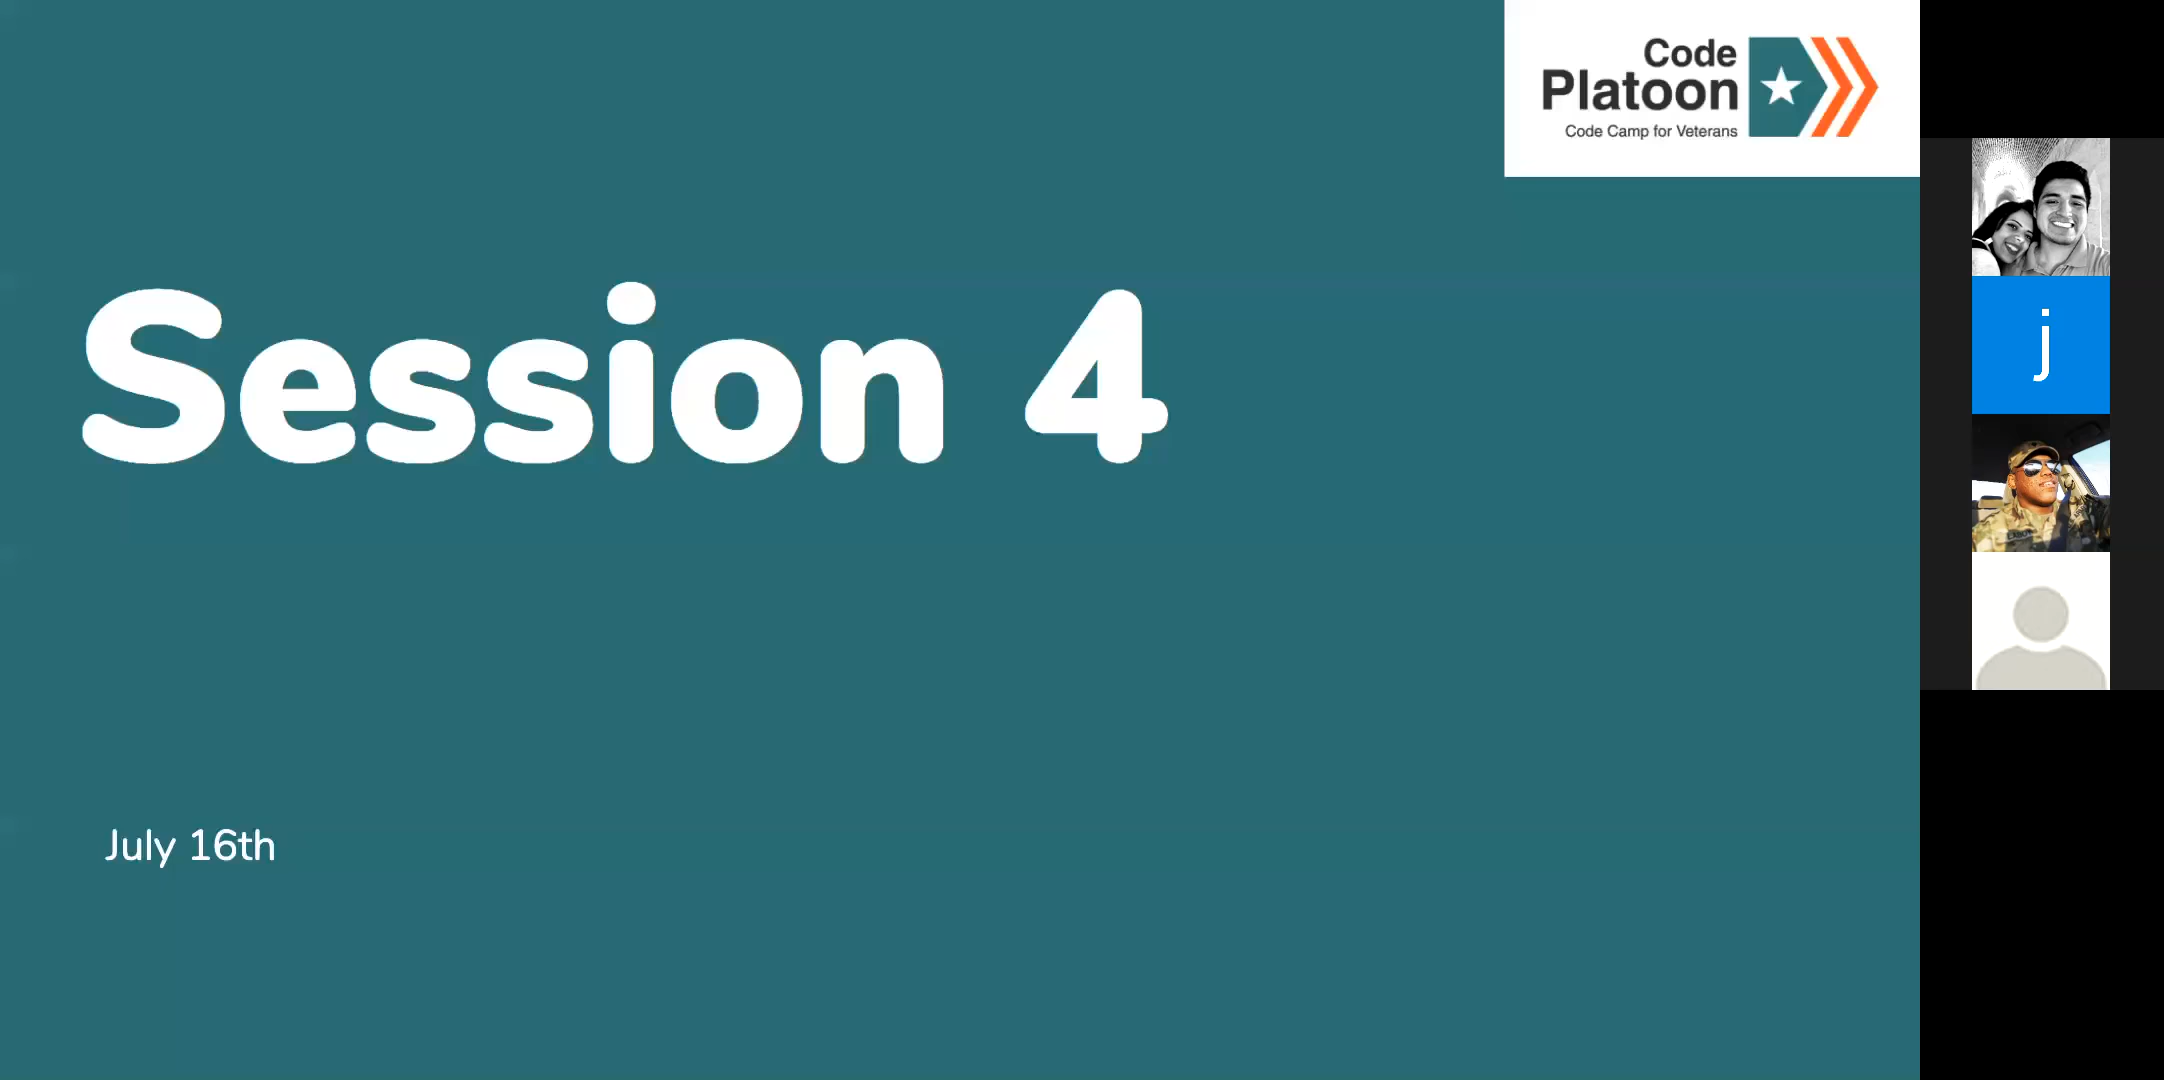 Code
Platoon
Code Camp for Veterans
Session 4
July 16th
j